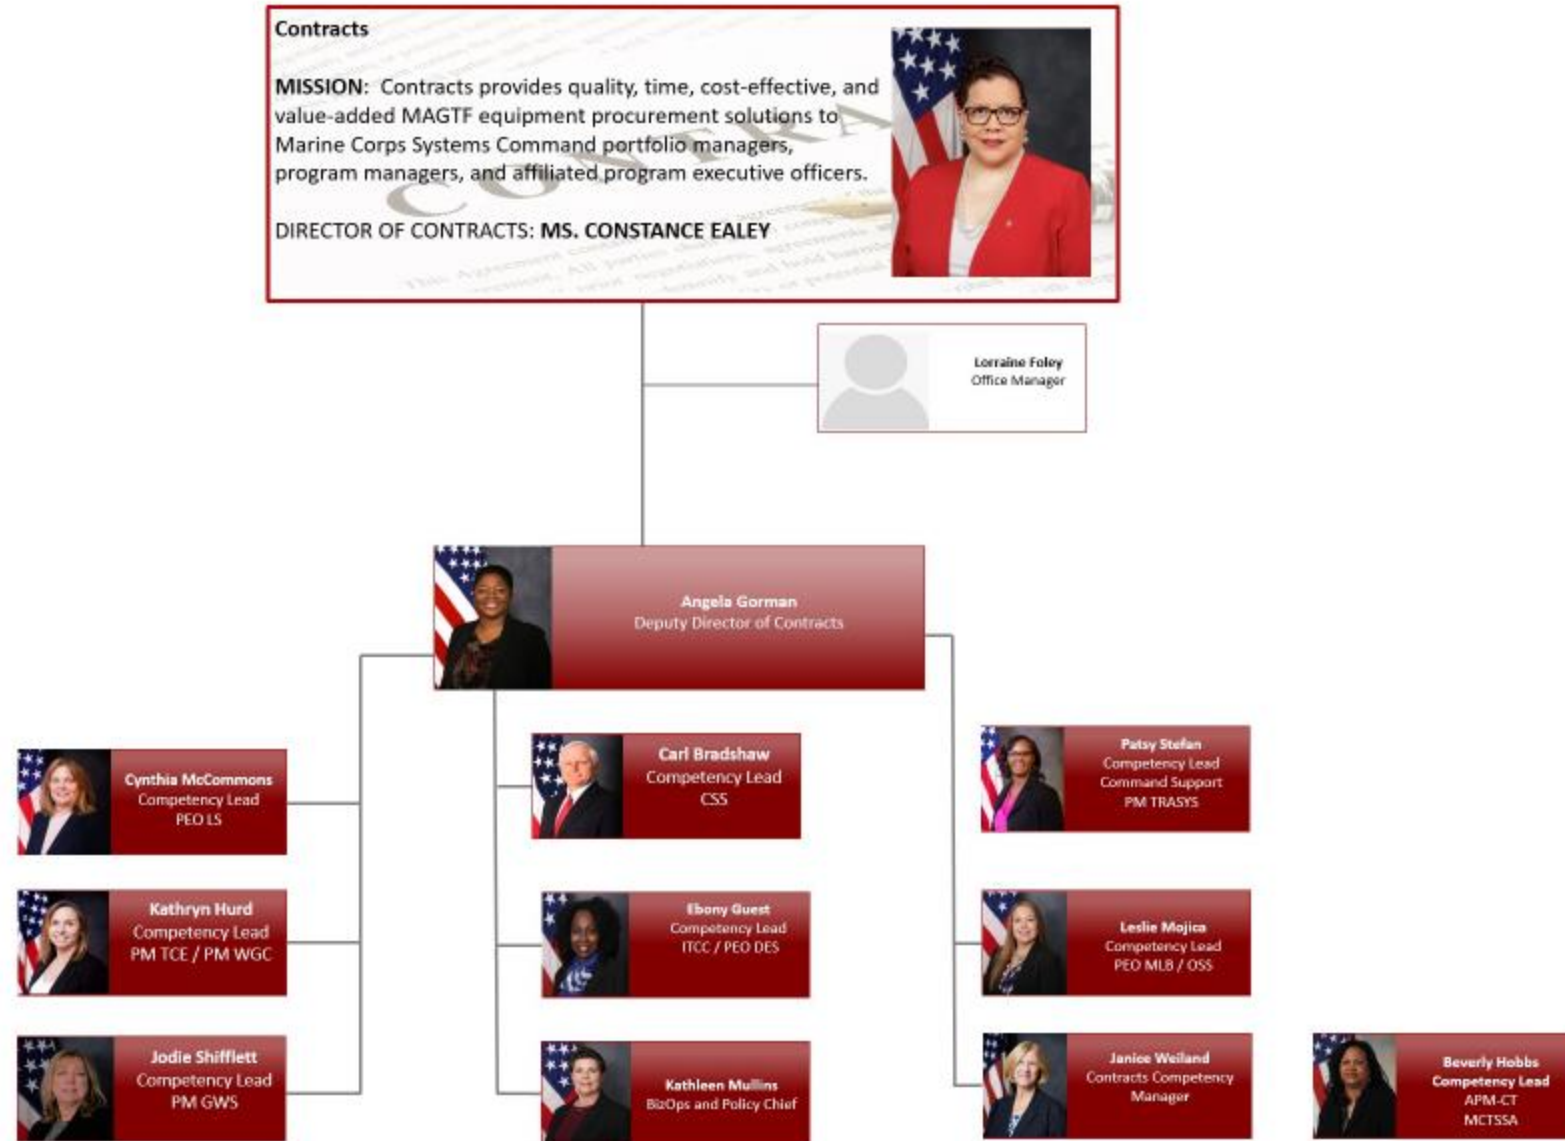 Contracts
MISSION: Contracts provides quality, time, cost-effective, and
value-added MAGTF equipment procurement solutions to
Marine Corps Systems Command portfolio managers,
program managers, and affiliated program executive officers.
DIRECTOR OF CONTRACTS: MS. CONSTANCE EALEY
Lorraine Foley
Office Manager
Angela Gorman
Deputy Director of Contracts
Cynthia McCommons
Competency Lead
PEO LS
Carl Bradshaw
Competency Lead
CSS
Patsy Stefan
Competency Lead
Command Support
PM TRASYS
Kathryn Hurd
Competency Lead
PM TCE / PM WGC
Ebony Guest
Competency Lead
ITCC / PEO DES
Leslie Mojica
Competency Lead
PEO MLB / OSS
Jodie Shifflett
Competency Lead
PM GWS
Kathleen Mullins
BizOps and Policy Chief
Janice Weiland
Contracts Competency
Manager
Beverly Hobbs
Competency Lead
APM-CT
MCTSSA